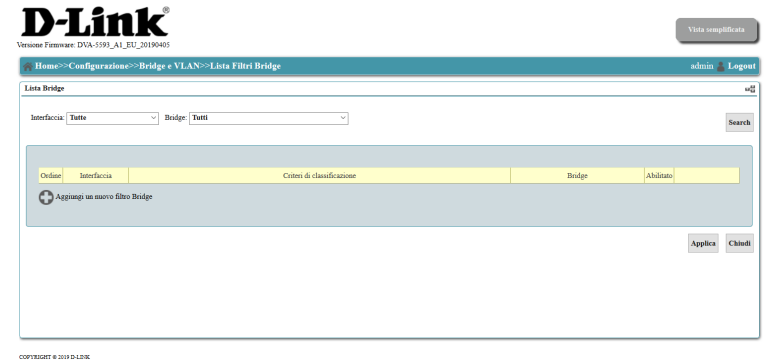 D-Link®
Vista semplificata
Versione Firmware: DVA-5593_A1_EU_20190405
Home>>Configurazione>>Bridge e VLAN>>Lista Filtri Bridge
admin Logout
Lista Bridge
Interfaccia: Tutte Bridge: Tutti
Search
Ordine Interfaccia Criteri di classificazione Bridge Abilitato
Aggiungi un nuovo filtro Bridge
Applica Chiudi
COPYRIGHT © 2019 D-LINK